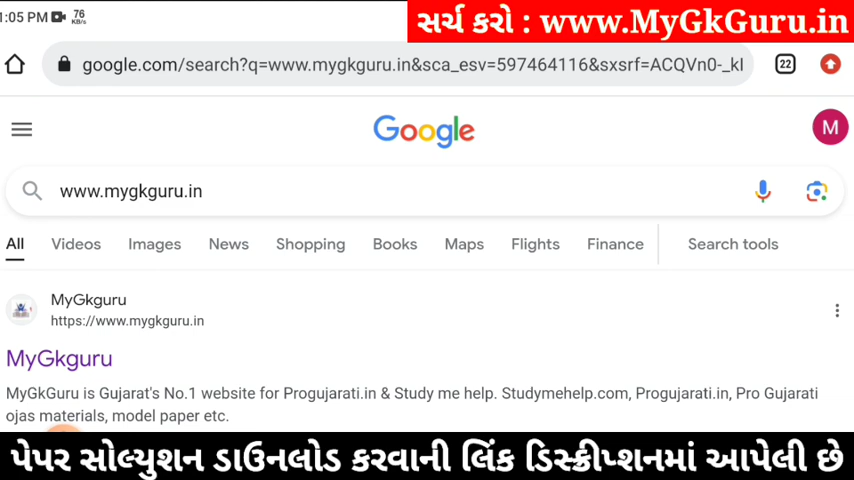 1:05 PM 76 KB/s
સર્ચ કરો : www.MyGkGuru.in
google.com/search?q=www.mygkguru.in&sca_esv=597464116&sxsrf=ACQVn0-_kI
22
Google
M
www.mygkguru.in
All Videos Images News Shopping Books Maps Flights Finance Search tools
MyGkguru
https://www.mygkguru.in
MyGkguru
MyGkGuru is Gujarat's No.1 website for Progujarati.in & Study me help. Studymehelp.com, Progujarati.in, Pro Gujarati
ojas materials, model paper etc.
પેપર સોલ્યુશન ડાઉનલોડ કરવાની લિંક ડિસ્ક્રીપ્શનમાં આપેલી છે